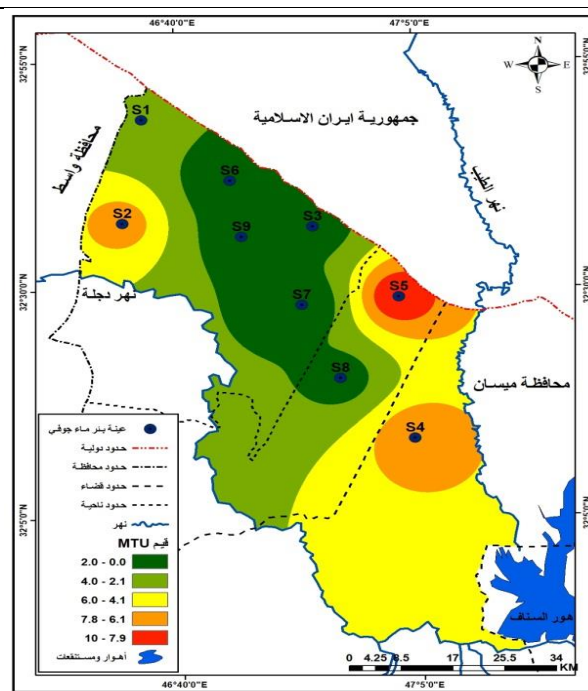 46°40'0"E
47°5'0"E
32°55'0"N
N
W
E
S
جمهورية ايران الاسلامية
محافظة واسط
نهر الطيب
S1
S6
S2
S9
S3
32°30'0"N
نهر دجلة
S7
S5
S8
محافظة ميسان
S4
عينة بئر ماء جوفي
حدود دولية
حدود محافظة
حدود قضاء
حدود ناحية
نهر
قيم MTU
2.0 - 0.0
4.0 - 2.1
6.0 - 4.1
7.8 - 6.1
10 - 7.9
أهوار ومستنقعات
32°5'0"N
هور السناف
0 4.25 8.5 17 25.5 34
KM
46°40'0"E
47°5'0"E